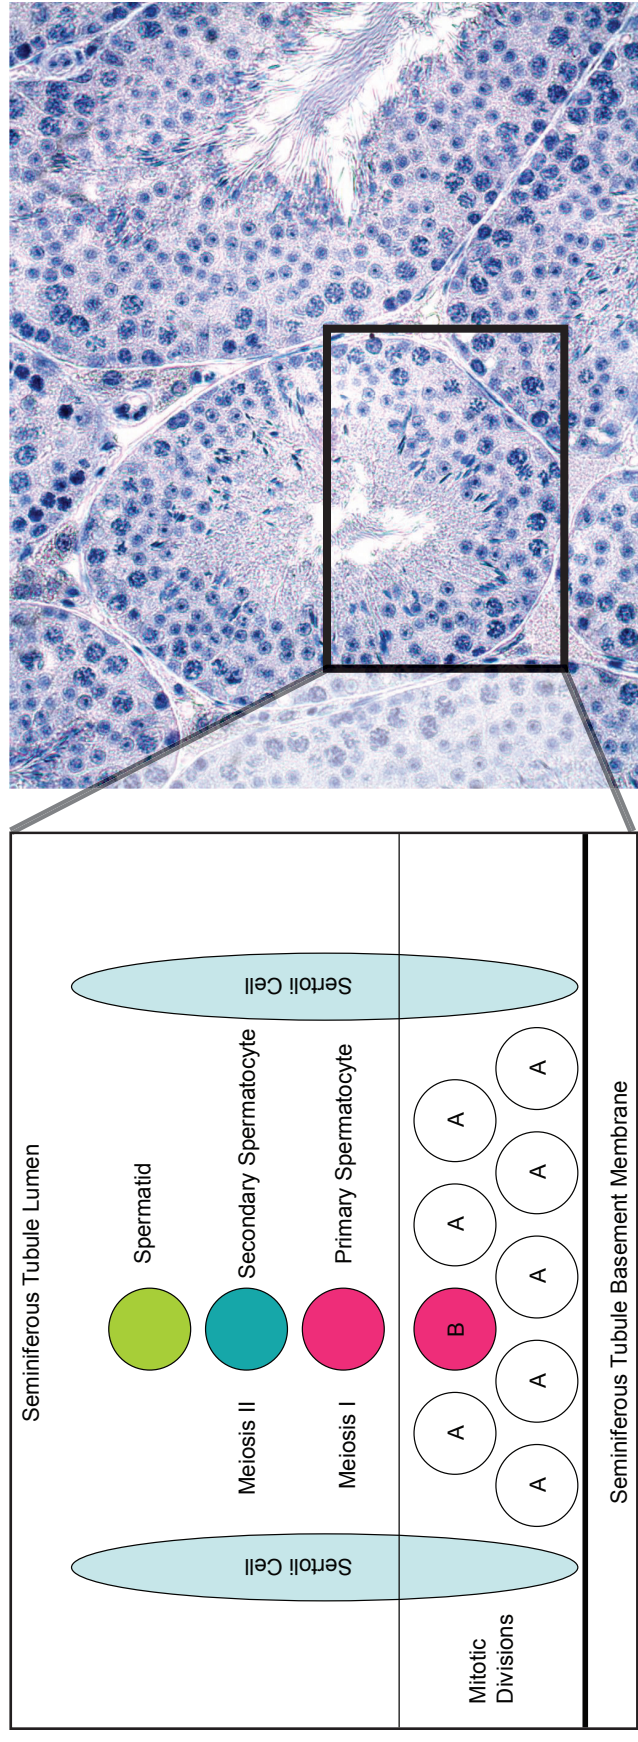 Seminiferous Tubule Lumen
Spermatid
Meiosis II
Secondary Spermatocyte
Meiosis I
Primary Spermatocyte
Sertoli Cell
Sertoli Cell
Mitotic
Divisions
A
B
A
A
A
A
A
A
A
Seminiferous Tubule Basement Membrane